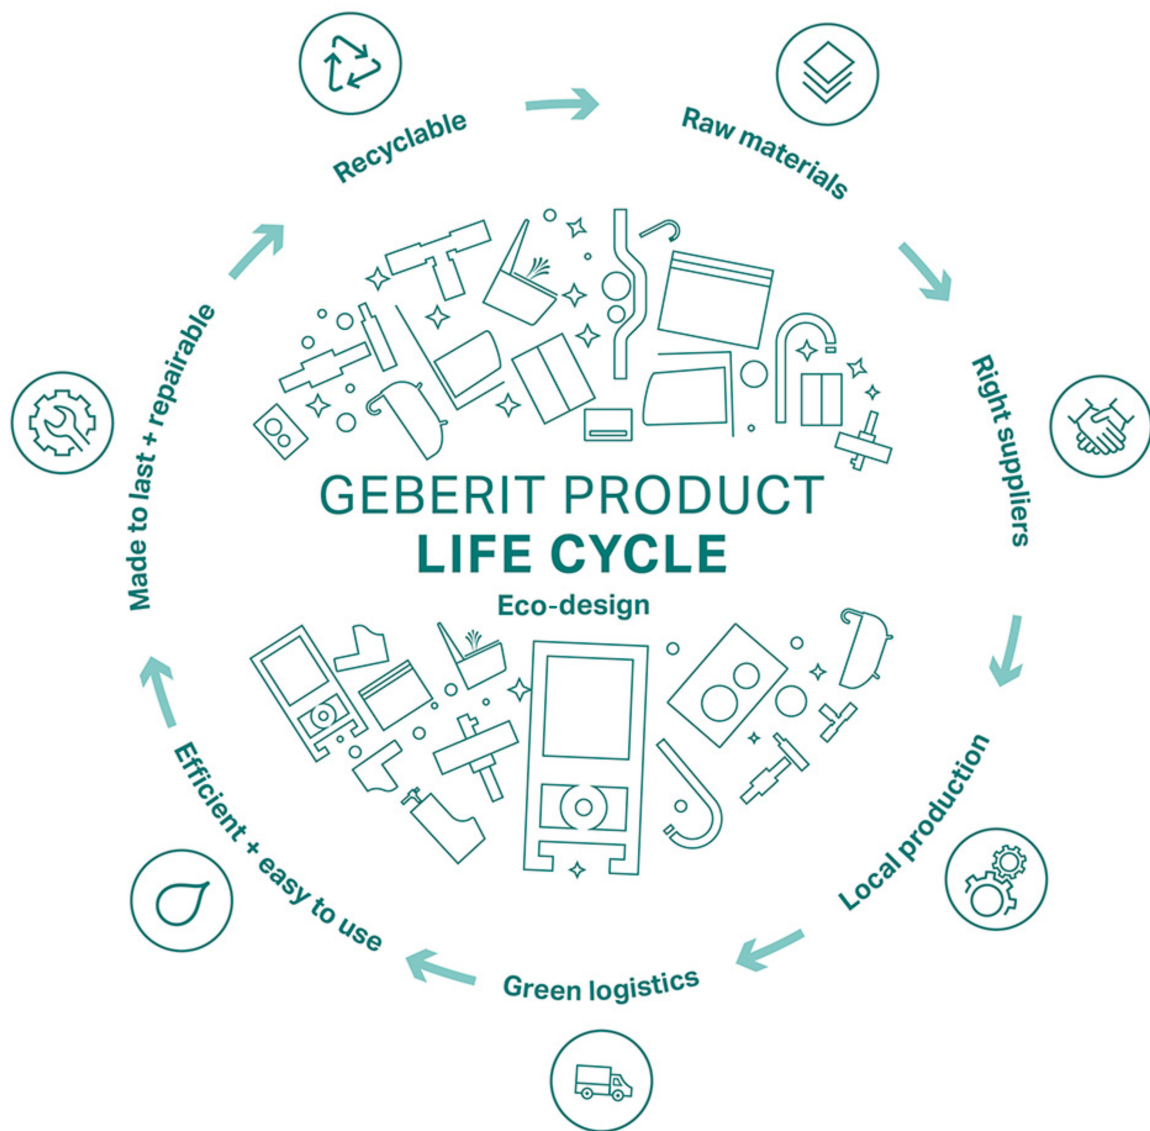 Recyclable
Raw materials
Right suppliers
Local production
Green logistics
Efficient + easy to use
Made to last + repairable
GEBERIT PRODUCT
LIFE CYCLE
Eco-design